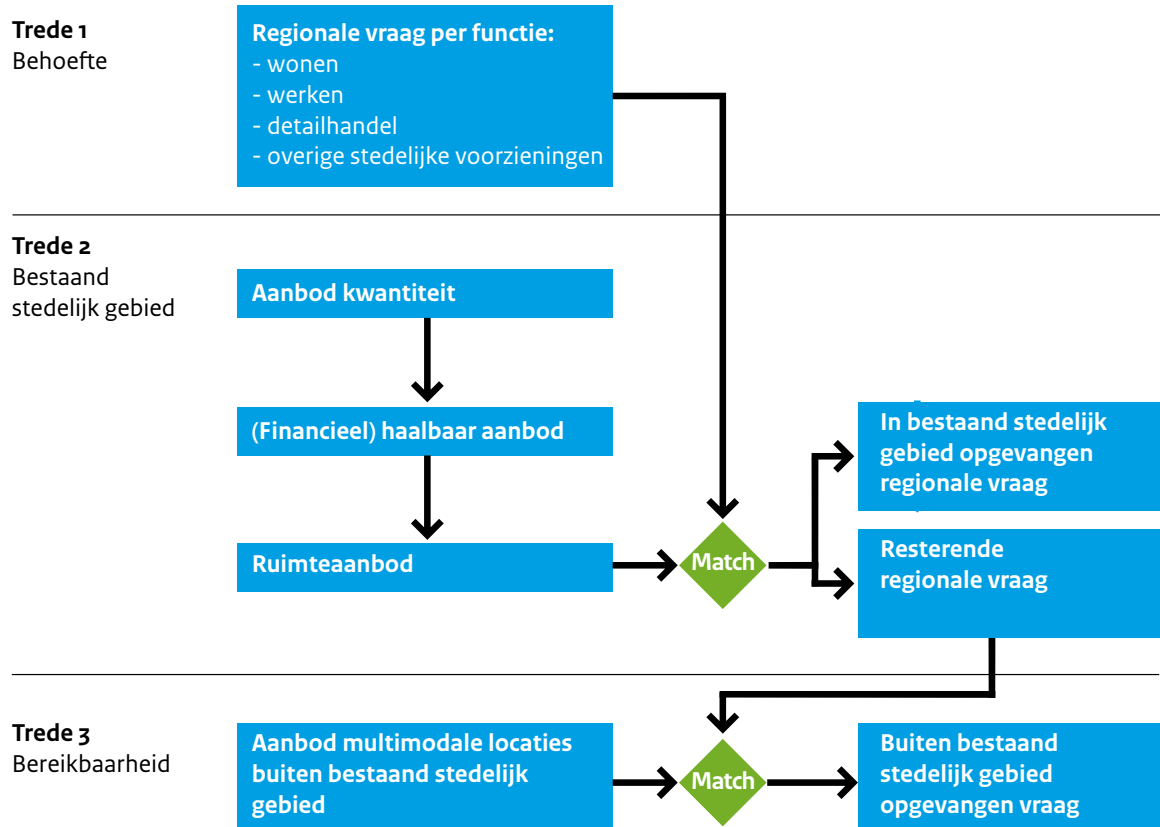 Trede 1
Behoefte
Regionale vraag per functie:
- wonen
- werken
- detailhandel
- overige stedelijke voorzieningen
Trede 2
Bestaand
stedelijk gebied
Aanbod kwantiteit
(Financieel) haalbaar aanbod
Ruimteaanbod
Match
In bestaand stedelijk
gebied opgevangen
regionale vraag
Resterende
regionale vraag
Trede 3
Bereikbaarheid
Aanbod multimodale locaties
buiten bestaand stedelijk
gebied
Match
Buiten bestaand
stedelijk gebied
opgevangen vraag